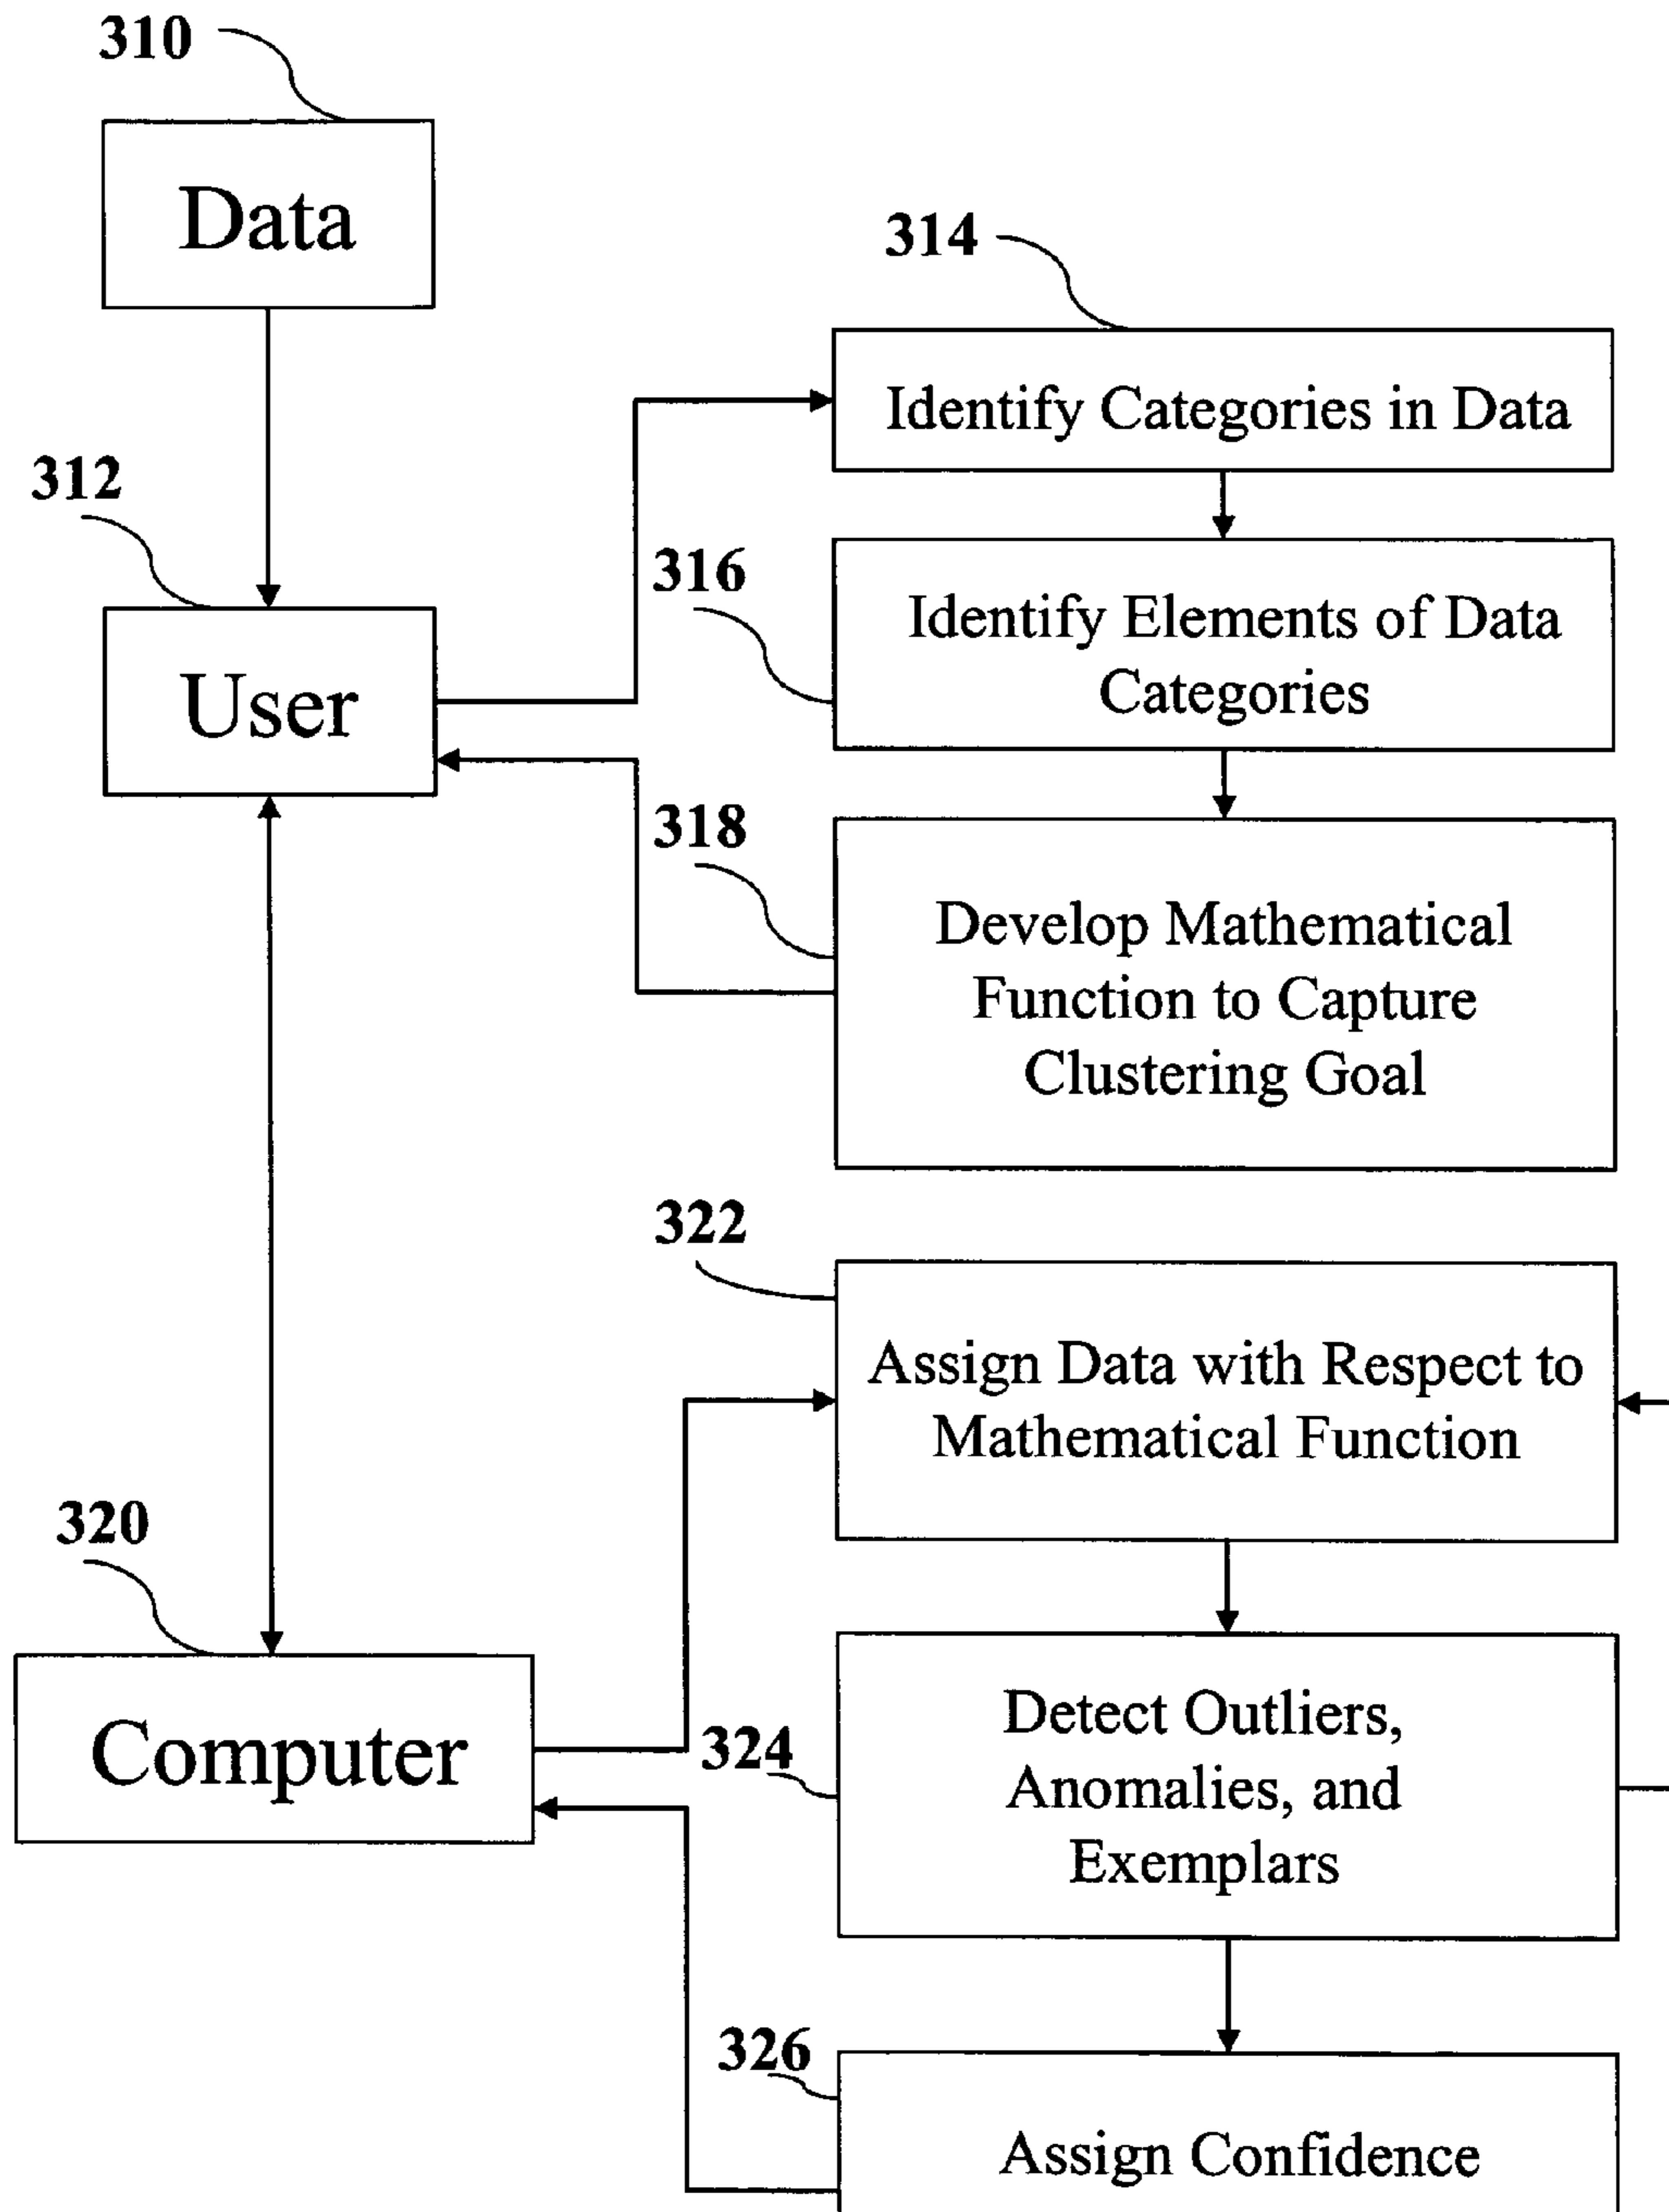 310
Data
314
Identify Categories in Data
312
316
Identify Elements of Data
Categories
User
318
Develop Mathematical
Function to Capture
Clustering Goal
322
Assign Data with Respect to
Mathematical Function
320
Computer
324
Detect Outliers,
Anomalies, and
Exemplars
326
Assign Confidence